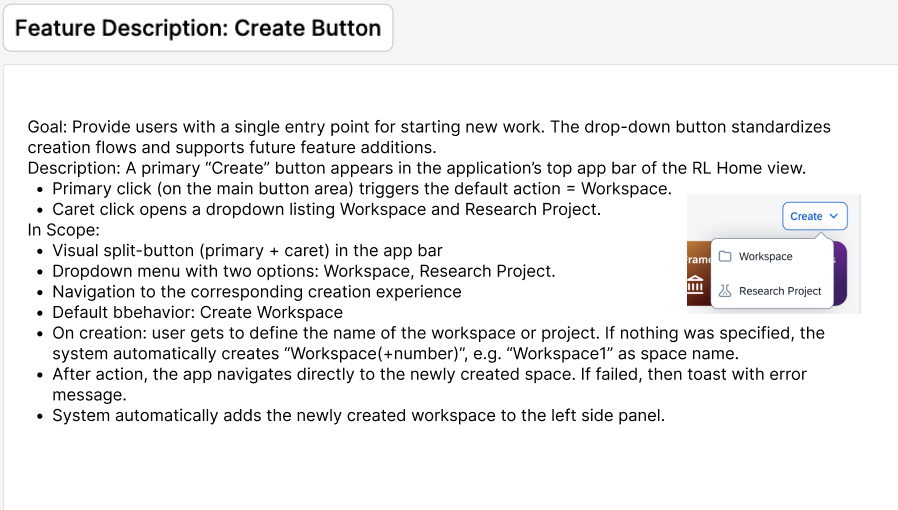 Feature Description: Create Button
Goal: Provide users with a single entry point for starting new work. The drop-down button standardizes
creation flows and supports future feature additions.
Description: A primary “Create” button appears in the application’s top app bar of the RL Home view.
• Primary click (on the main button area) triggers the default action = Workspace.
• Caret click opens a dropdown listing Workspace and Research Project.
In Scope:
• Visual split-button (primary + caret) in the app bar
• Dropdown menu with two options: Workspace, Research Project.
• Navigation to the corresponding creation experience
• Default bbehavior: Create Workspace
• On creation: user gets to define the name of the workspace or project. If nothing was specified, the
system automatically creates “Workspace(+number)”, e.g. “Workspace1” as space name.
• After action, the app navigates directly to the newly created space. If failed, then toast with error
message.
• System automatically adds the newly created workspace to the left side panel.
Create
Workspace
Research Project